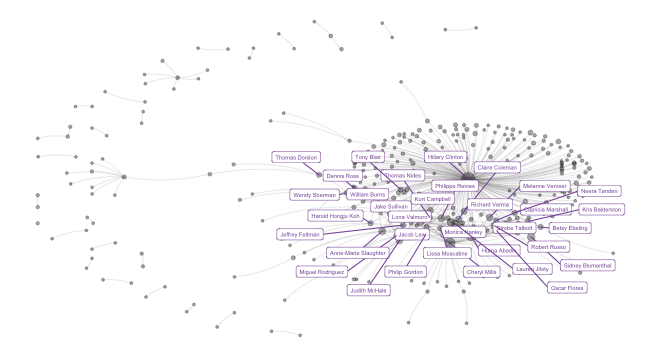 Thomas Donilon
Tony Blair
Hillary Clinton
Claire Coleman
Dennis Ross
Thomas Nides
Philippe Reines
Melanne Verveer
Neera Tanden
Wendy Sherman
William Burns
Kurt Campbell
Jake Sullivan
Richard Verma
Capricia Marshall
Kris Balderston
Harold Hongju Koh
Lona Valmoro
Strobe Talbott
Betsy Ebeling
Jeffrey Feltman
Jacob Lew
Monica Hanley
Robert Russo
Anne-Marie Slaughter
Lissa Muscatine
Huma Abedin
Sidney Blumenthal
Miguel Rodriguez
Philip Gordon
Cheryl Mills
Lauren Jiloty
Judith McHale
Oscar Flores